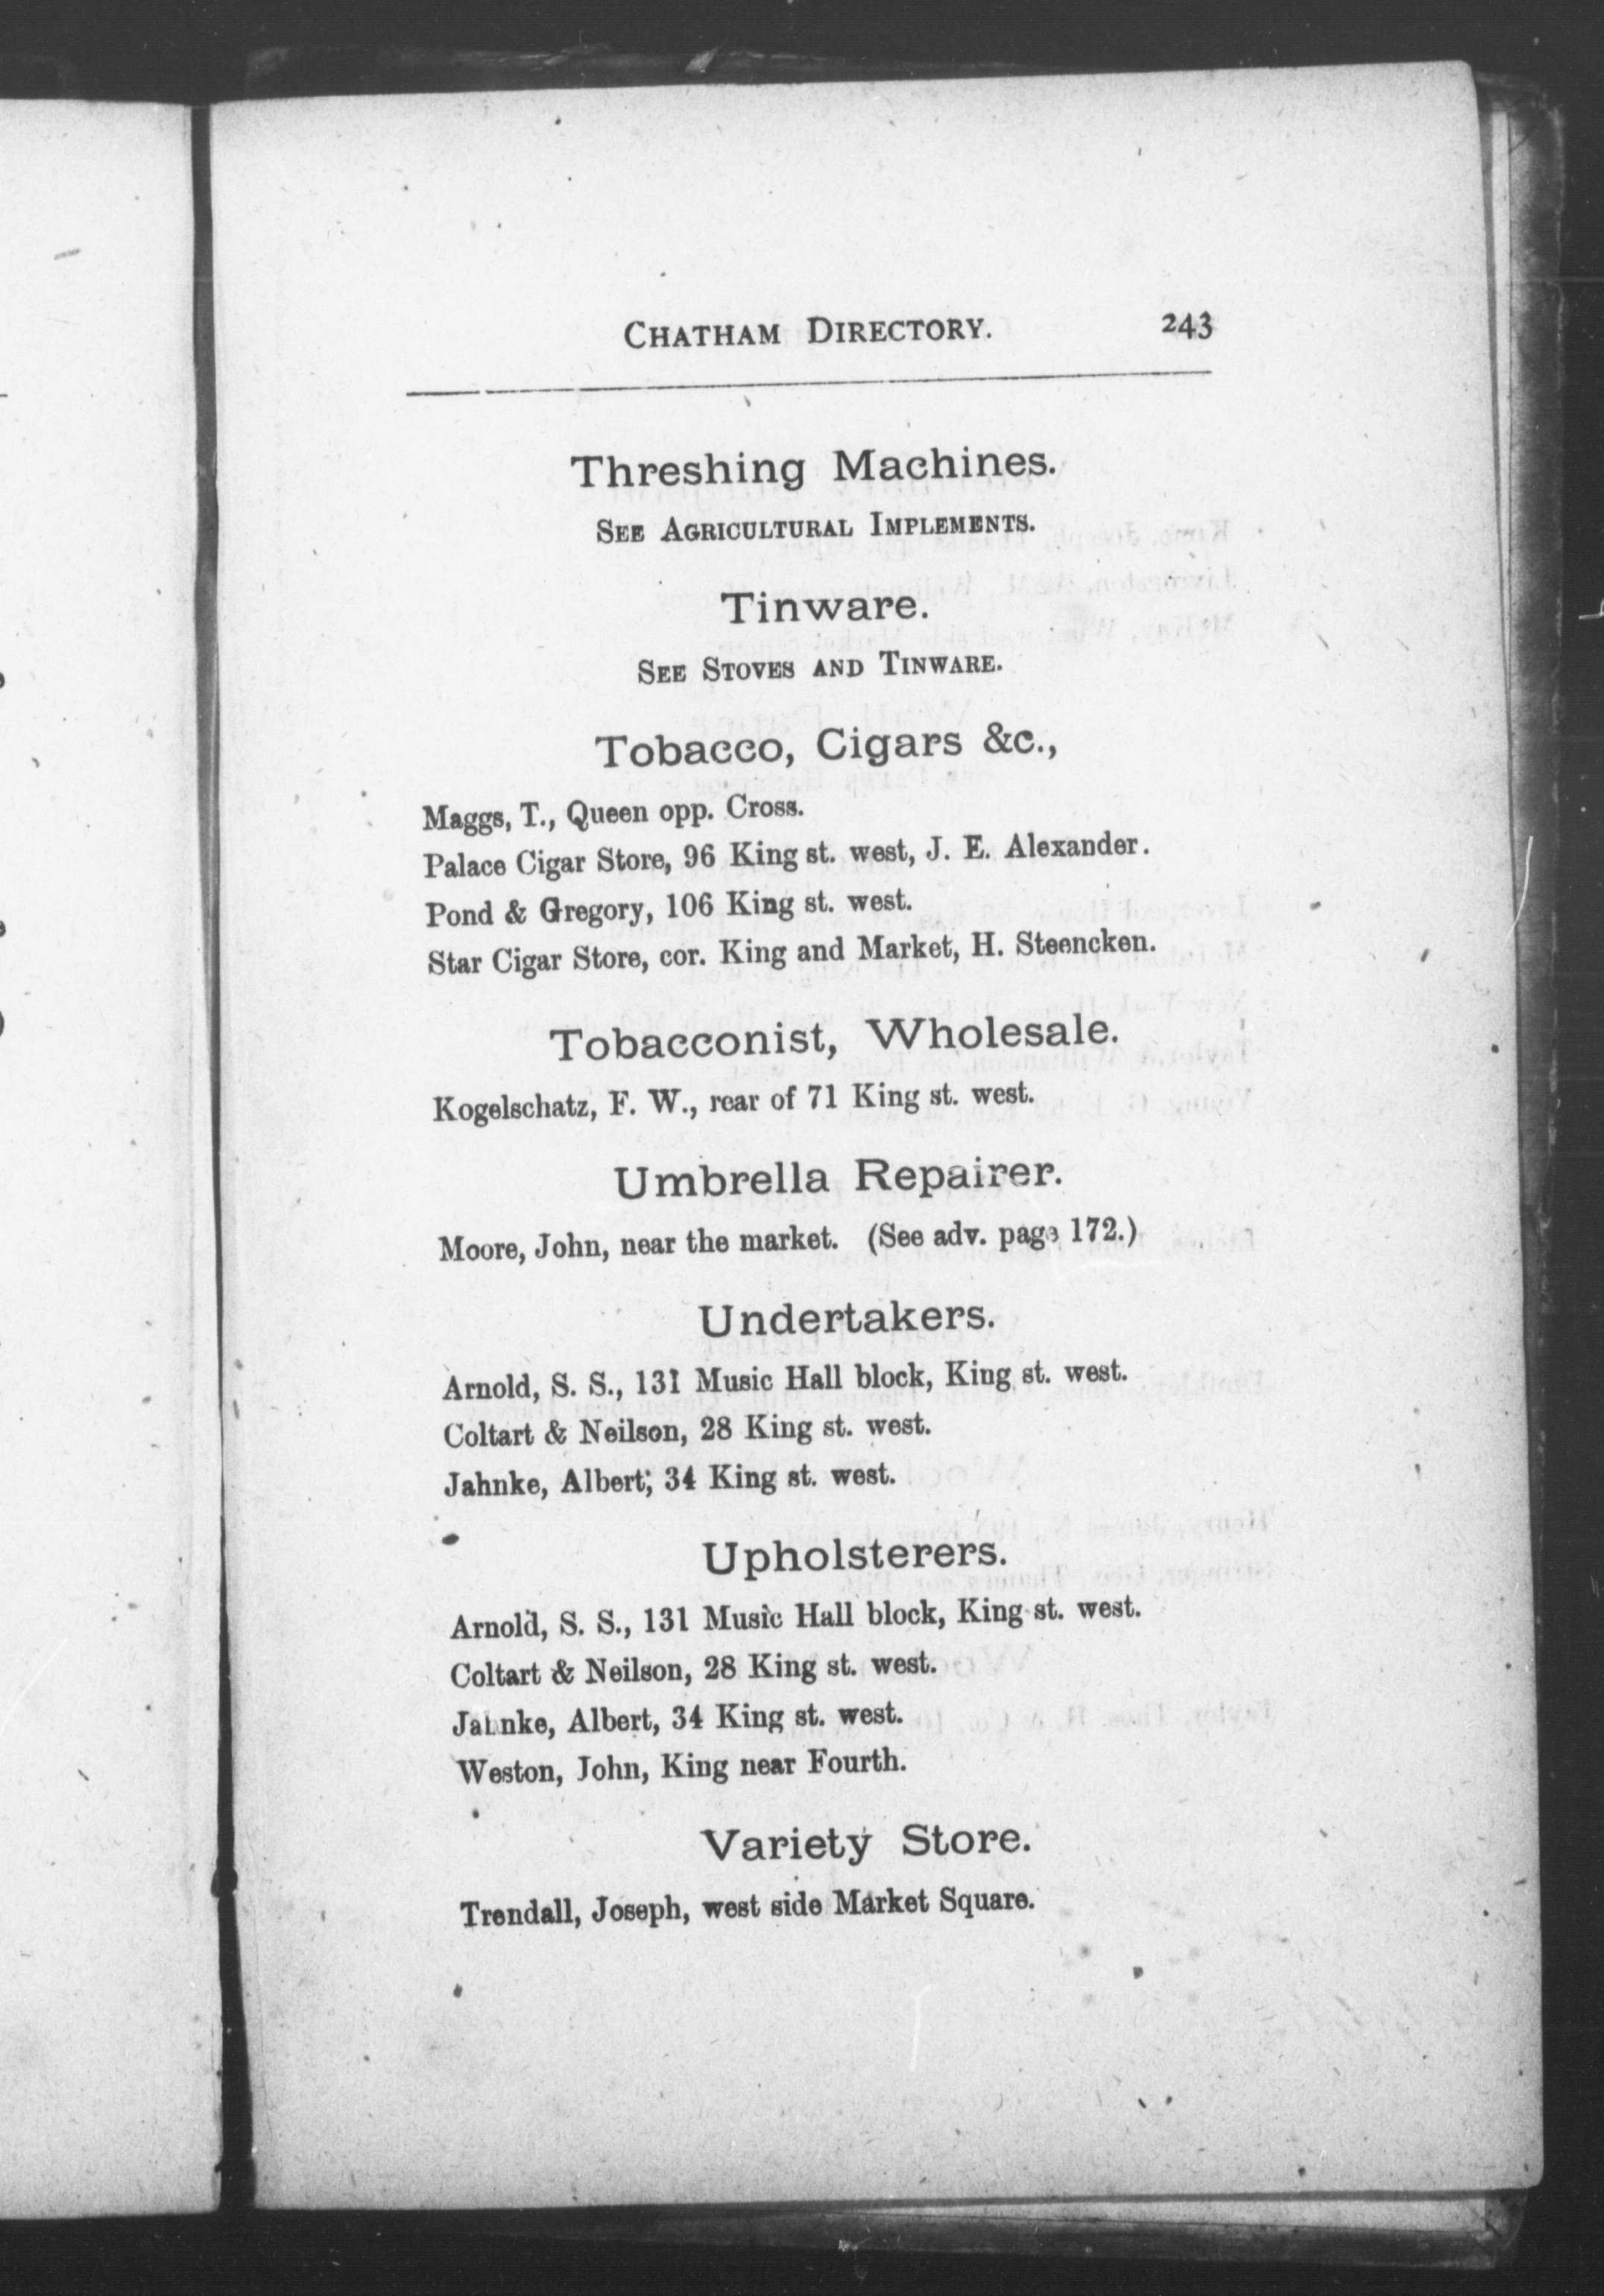 CHATHAM DIRECTORY. 243
Threshing Machines.
SEE AGRICULTURAL IMPLEMENTS.
Tinware.
SEE STOVES AND TINWARE.
Tobacco, Cigars &c.,
Maggs, T., Queen opp. Cross.
Palace Cigar Store, 96 King st. west, J. E. Alexander.
Pond & Gregory, 106 King st. west.
Star Cigar Store, cor. King and Market, H. Steencken.
Tobacconist, Wholesale.
Kogelschatz, F. W., rear of 71 King st. west.
Umbrella Repairer.
Moore, John, near the market. (See adv. page 172.)
Undertakers.
Arnold, S. S., 131 Music Hall block, King st. west.
Coltart & Neilson, 28 King st. west.
Jahnke, Albert, 34 King st. west.
Upholsterers.
Arnold, S. S., 131 Music Hall block, King st. west.
Coltart & Neilson, 28 King st. west.
Jahnke, Albert, 34 King st. west.
Weston, John, King near Fourth.
Variety Store.
Trendall, Joseph, west side Market Square.